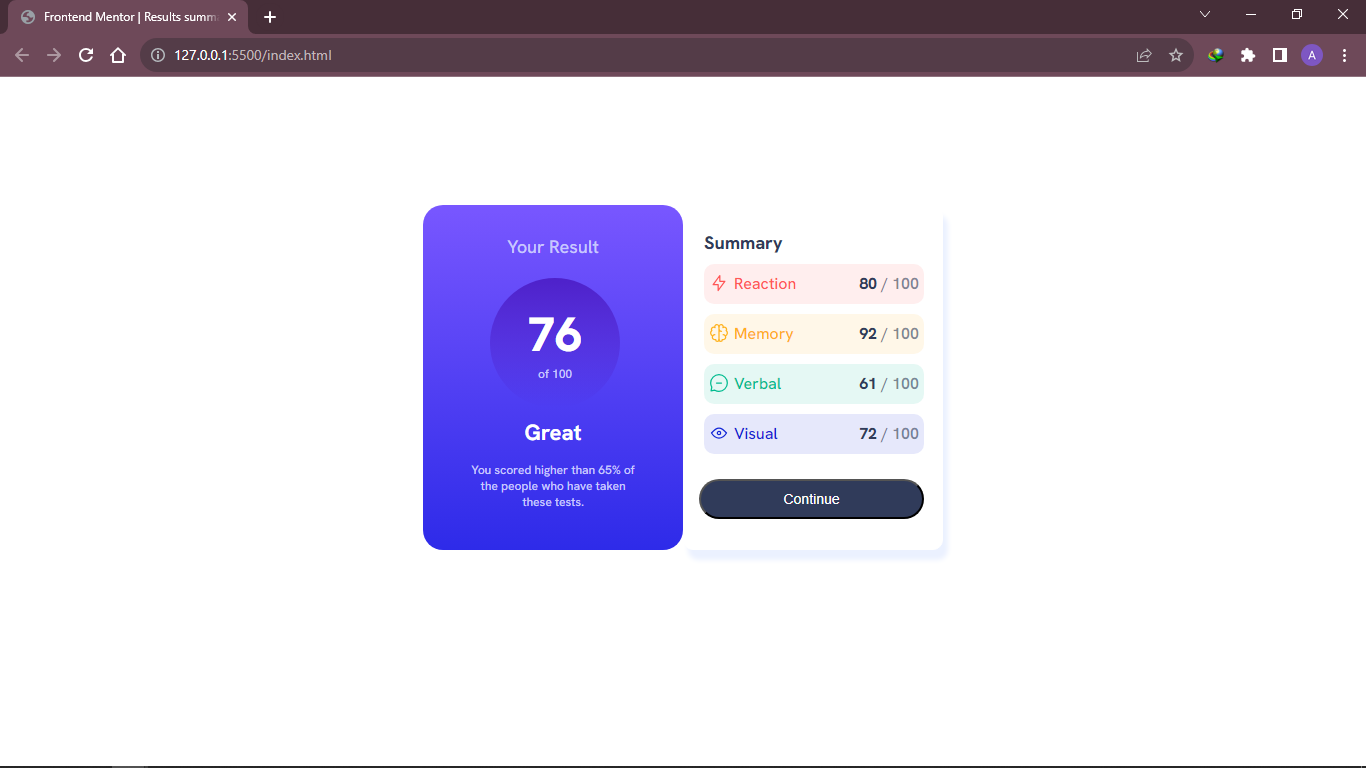 Frontend Mentor | Results summ
127.0.0.1:5500/index.html
A
Your Result
76
of 100
Great
You scored higher than 65% of
the people who have taken
these tests.
Summary
Reaction 80 / 100
Memory 92 / 100
Verbal 61 / 100
Visual 72 / 100
Continue